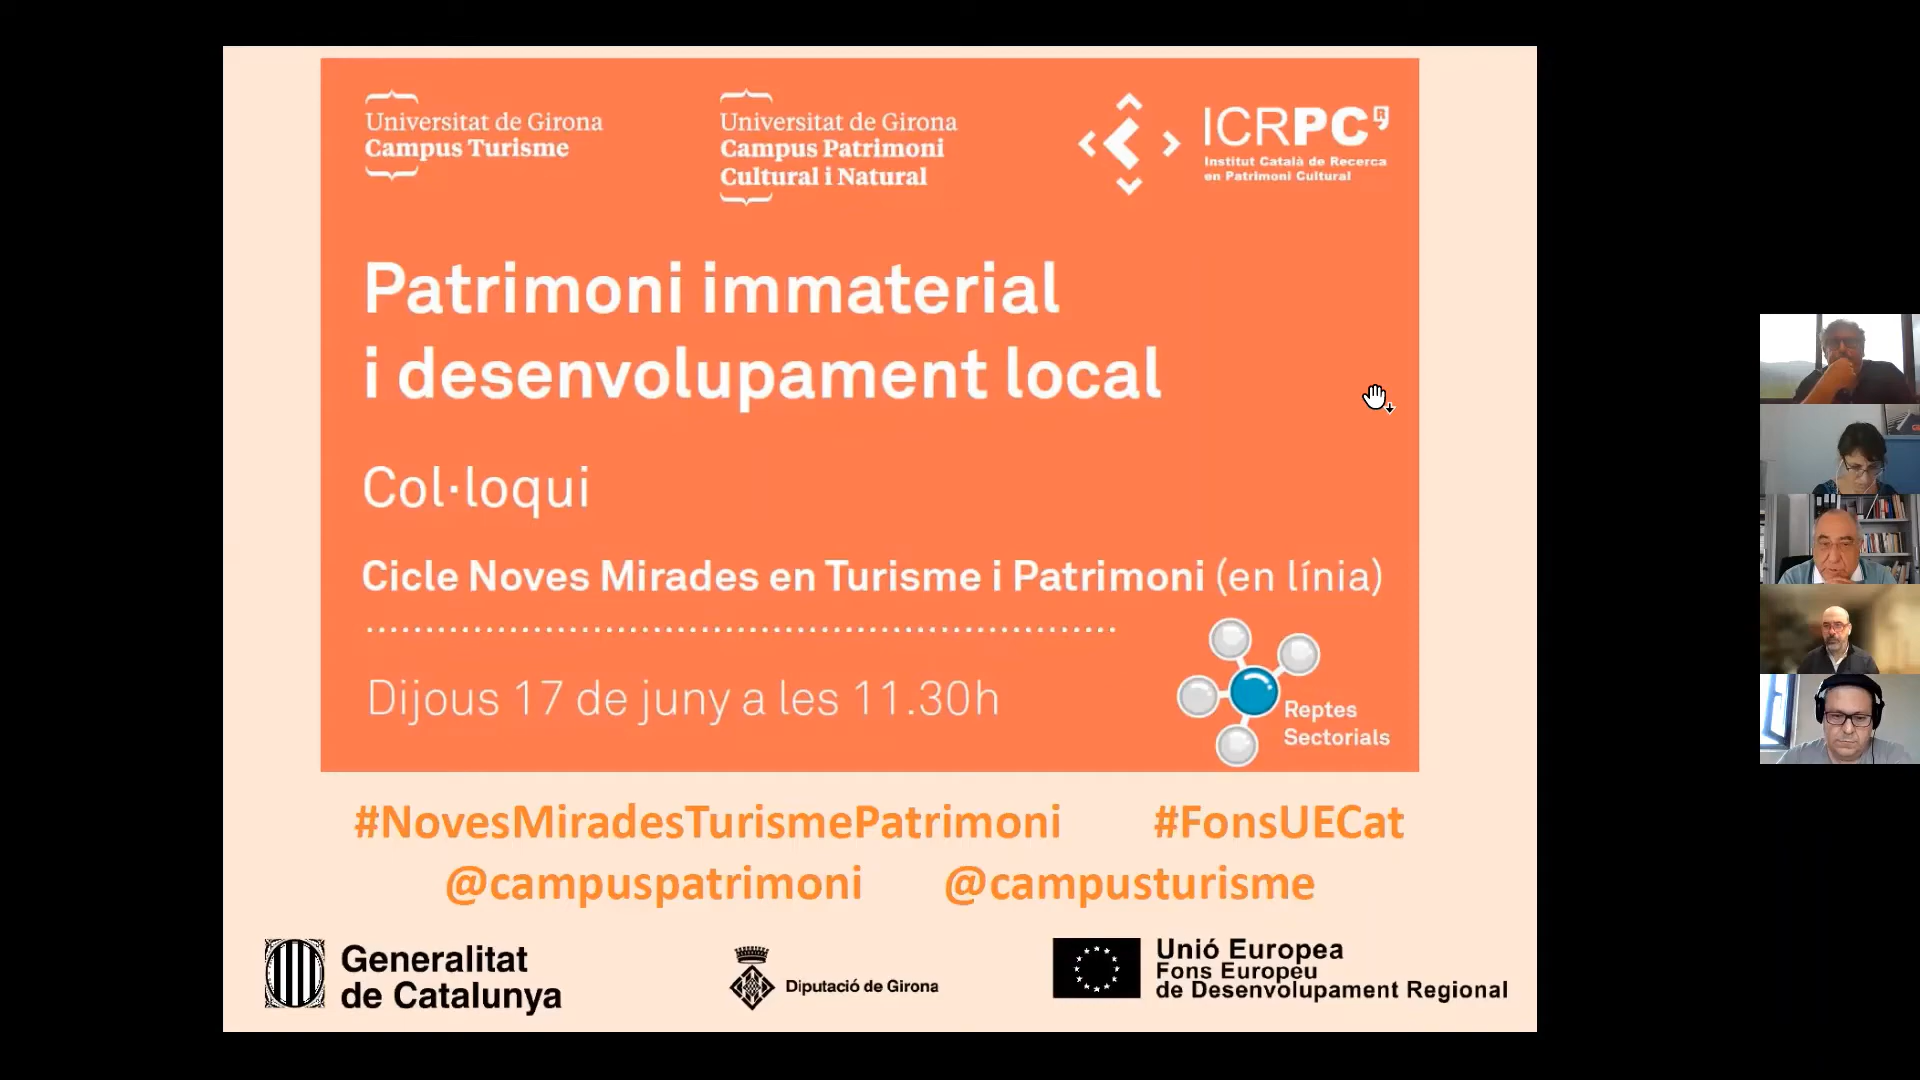 Universitat de Girona
Campus Turisme
Universitat de Girona
Campus Patrimoni
Cultural i Natural
ICRPC
Institut Català de Recerca
en Patrimoni Cultural
Patrimoni immaterial
i desenvolupament local
Col·loqui
Cicle Noves Mirades en Turisme i Patrimoni (en línia)
Dijous 17 de juny a les 11.30h
Reptes
Sectorials
#NovesMiradesTurismePatrimoni #FonsUECat
@campuspatrimoni @campusturisme
Generalitat
de Catalunya
Diputació de Girona
Unió Europea
Fons Europeu
de Desenvolupament Regional